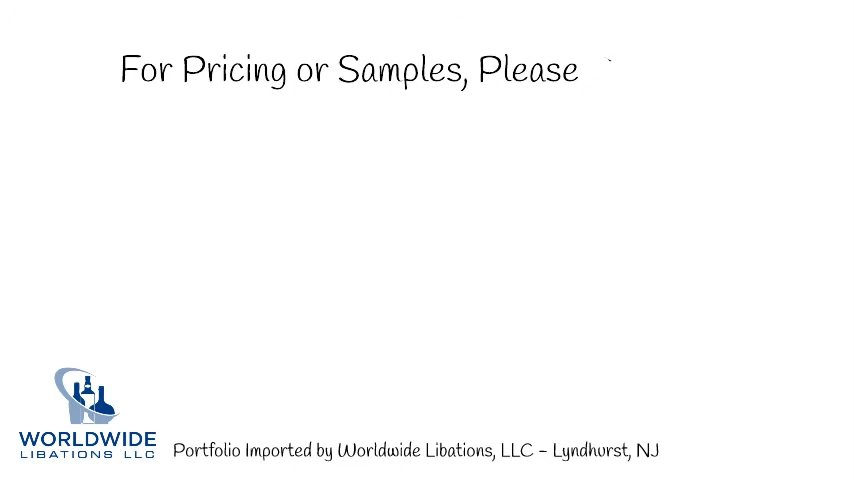 For Pricing or Samples, Please
WORLDWIDE
LIBATIONS LLC
Portfolio Imported by Worldwide Libations, LLC - Lyndhurst, NJ